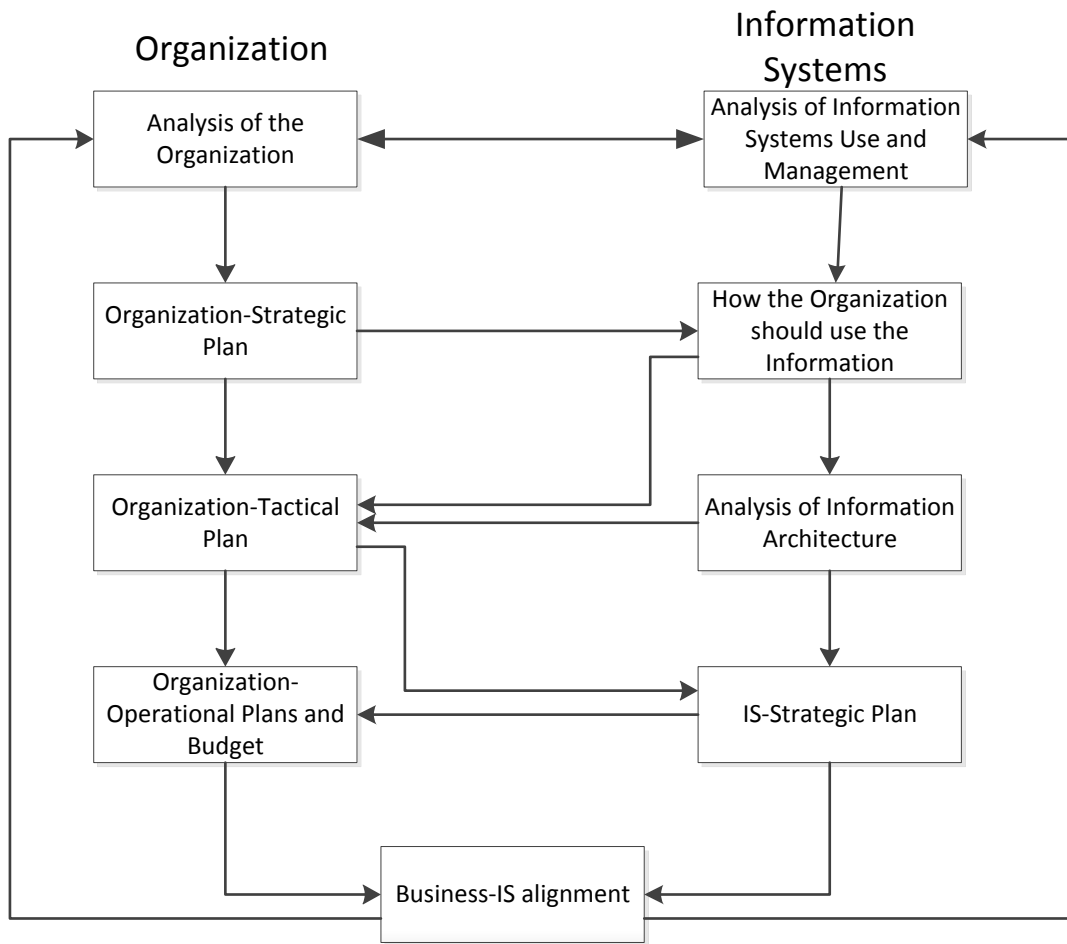 Organization
Information
Systems
Analysis of the
Organization
Analysis of Information
Systems Use and
Management
Organization-Strategic
Plan
How the Organization
should use the
Information
Organization-Tactical
Plan
Analysis of Information
Architecture
Organization-
Operational Plans and
Budget
IS-Strategic Plan
Business-IS alignment